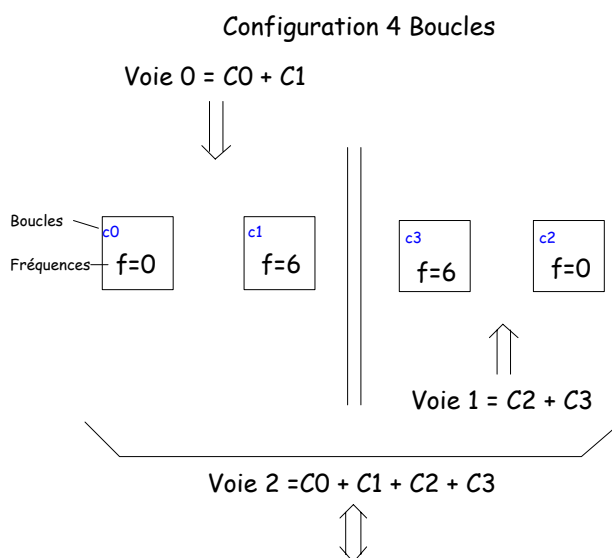 Configuration 4 Boucles
Voie 0 = C0 + C1
Boucles
c0
c1
c3
c2
Fréquences
f=0
f=6
f=6
f=0
Voie 1 = C2 + C3
Voie 2 =C0 + C1 + C2 + C3